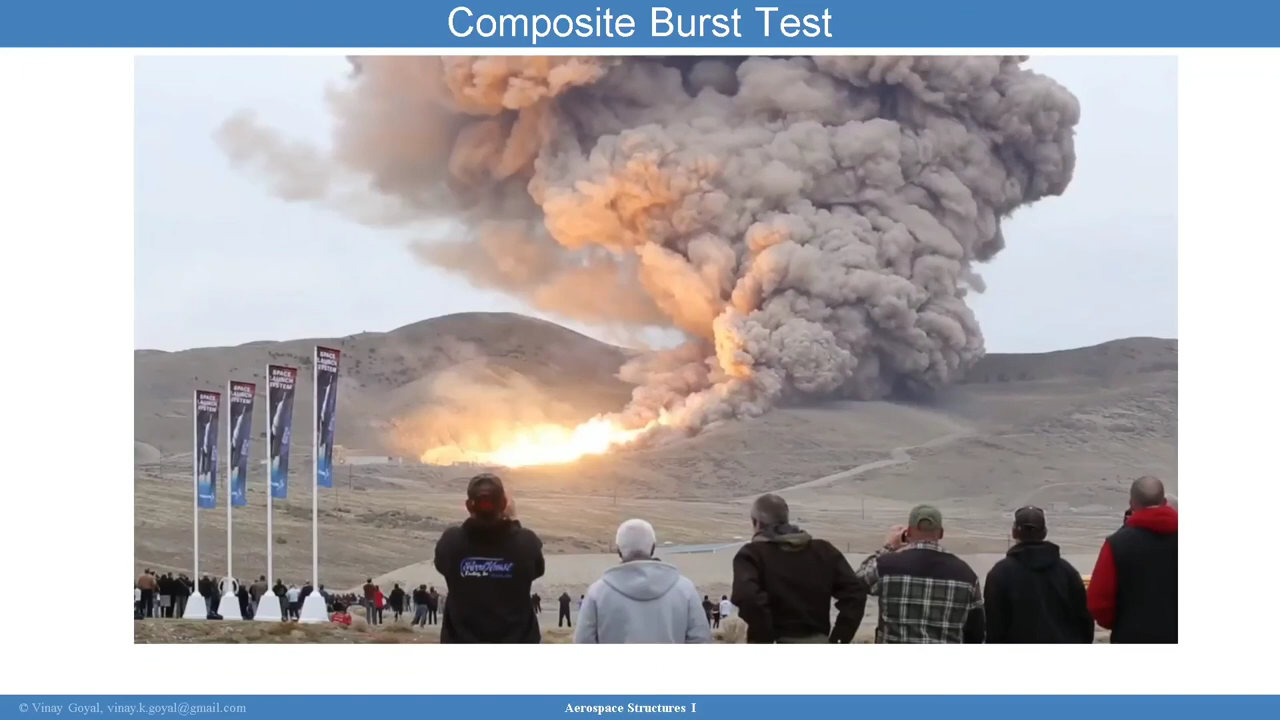 Composite Burst Test
SPACE
LAUNCH
SYSTEM
SPACE
LAUNCH
SYSTEM
SPACE
LAUNCH
SYSTEM
SPACE
LAUNCH
SYSTEM
© Vinay Goyal, vinay.k.goyal@gmail.com
Aerospace Structures I